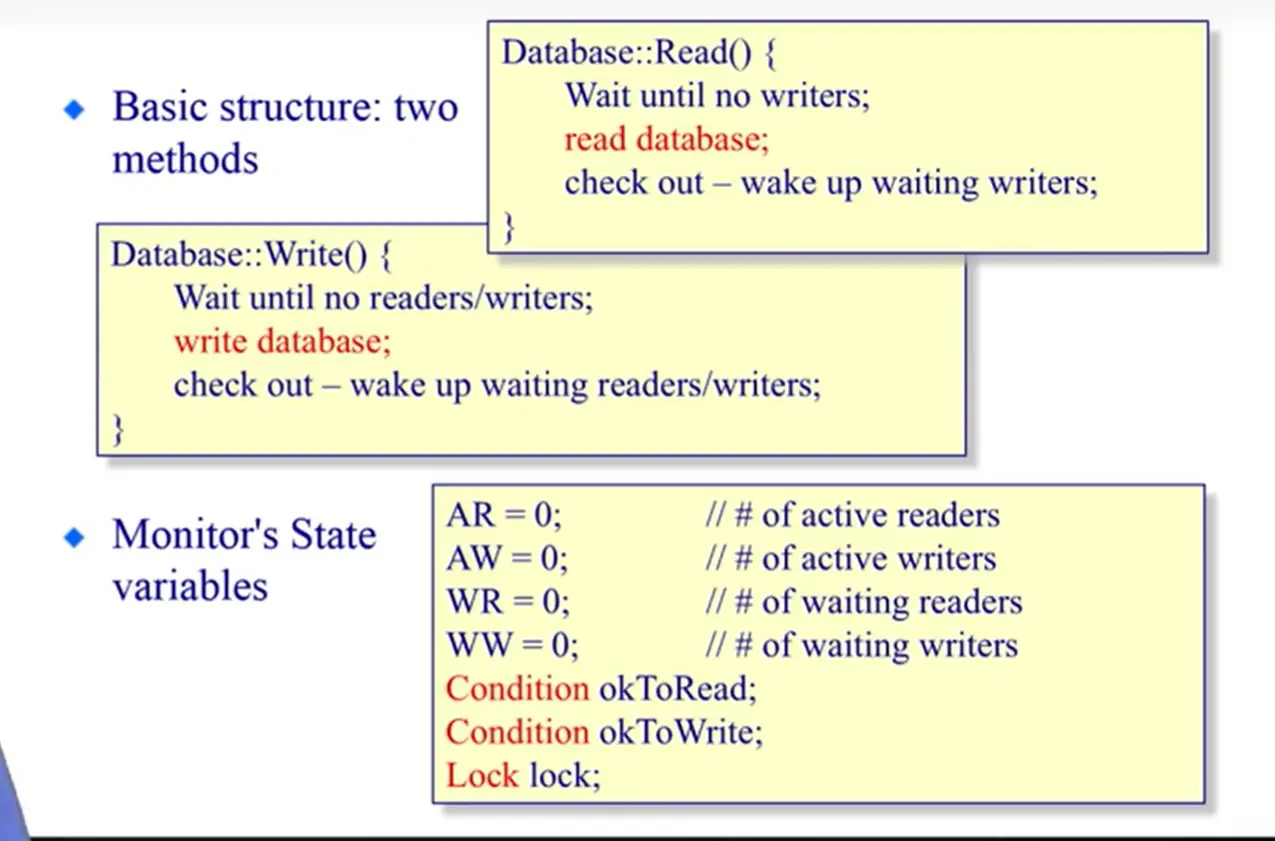 Basic structure: two
methods
Database::Read() {
Wait until no writers;
read database;
check out – wake up waiting writers;
}
Database::Write() {
Wait until no readers/writers;
write database;
check out – wake up waiting readers/writers;
}
Monitor's State
variables
AR = 0; // # of active readers
AW = 0; // # of active writers
WR = 0; // # of waiting readers
WW = 0; // # of waiting writers
Condition okToRead;
Condition okToWrite;
Lock lock;